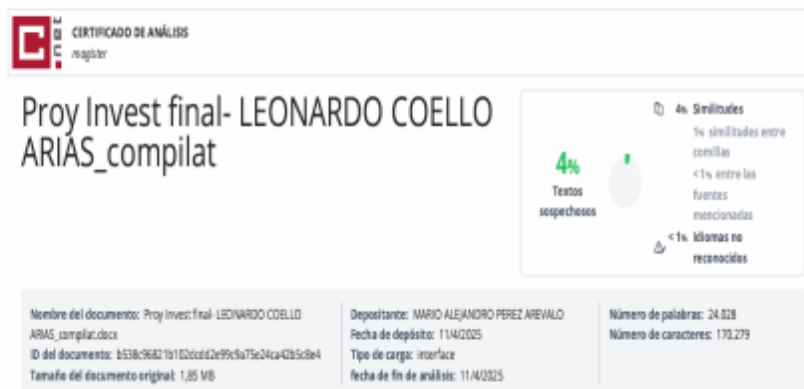 C.net
CERTIFICADO DE ANÁLISIS
magister
Proy Invest final- LEONARDO COELLO
ARIAS_compilat
4%
Textos
sospechosos
4% Similitudes
1% similitudes entre
comillas
<1% entre las
fuentes
mencionadas
<1% Idiomas no
reconocidos
Nombre del documento: Proy Invest final- LEONARDO COELLO
ARIAS_compilat.docx
ID del documento:
Tamaño del documento original: 1,85 MB
Depositante: MARIO ALEJANDRO PEREZ AREVALO
Fecha de depósito: 11/4/2025
Tipo de carga: interface
fecha de fin de análisis: 11/4/2025
Número de palabras: 24.028
Número de caracteres: 170.279